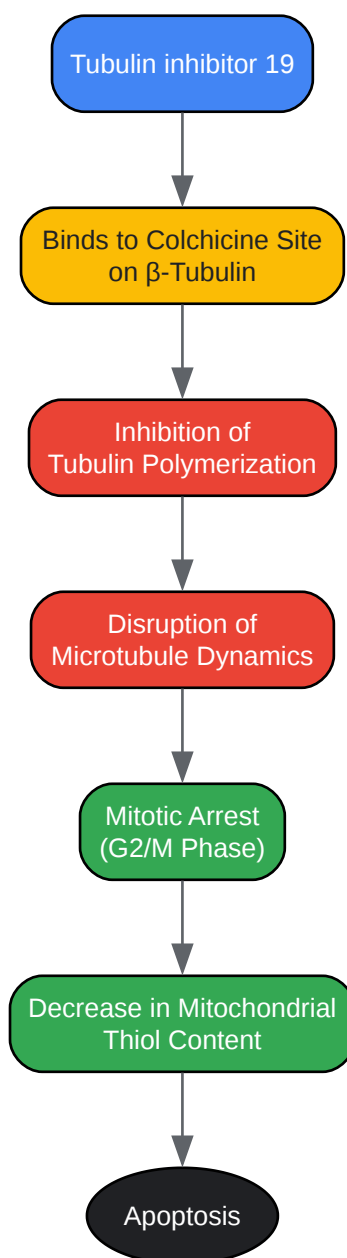 Tubulin inhibitor 19
Binds to Colchicine Site
on β-Tubulin
Inhibition of
Tubulin Polymerization
Disruption of
Microtubule Dynamics
Mitotic Arrest
(G2/M Phase)
Decrease in Mitochondrial
Thiol Content
Apoptosis